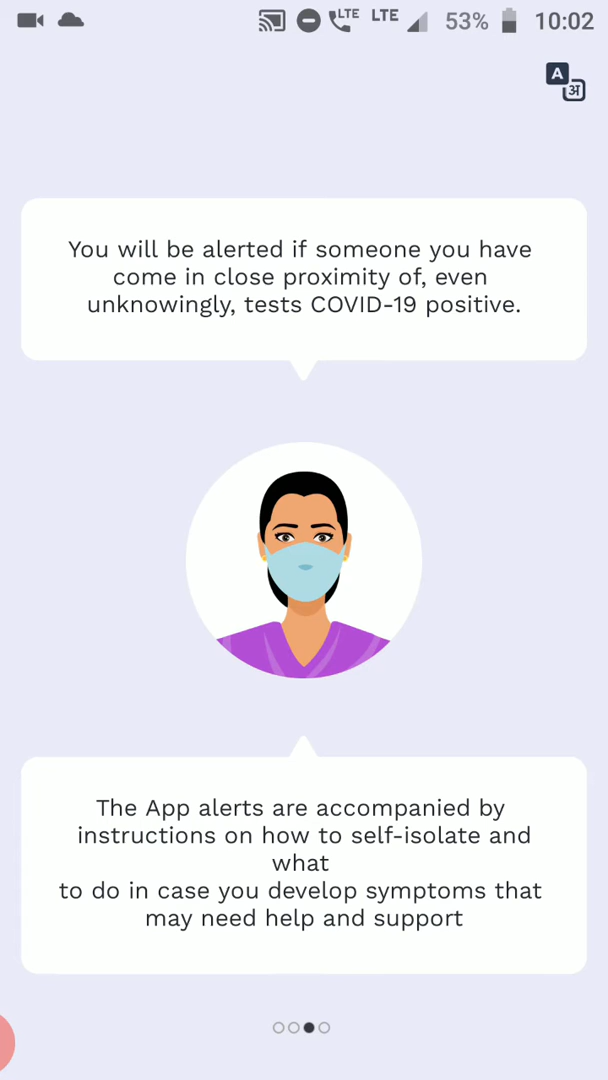 LTE LTE 53% 10:02
A
अ
You will be alerted if someone you have
come in close proximity of, even
unknowingly, tests COVID-19 positive.
The App alerts are accompanied by
instructions on how to self-isolate and
what
to do in case you develop symptoms that
may need help and support